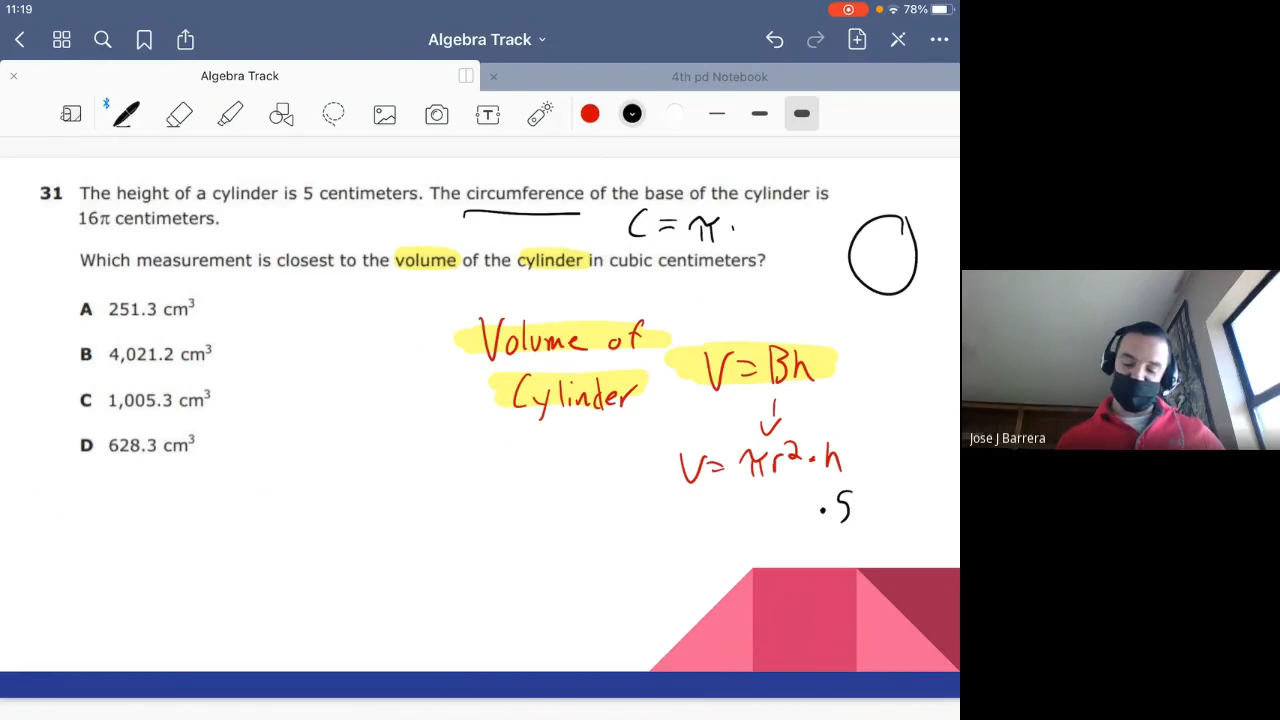 11:19
78%
Algebra Track
Algebra Track
4th pd Notebook
T
31 The height of a cylinder is 5 centimeters. The circumference of the base of the cylinder is
16π centimeters.
C = π ·
Which measurement is closest to the volume of the cylinder in cubic centimeters?
A 251.3 cm³
B 4,021.2 cm³
C 1,005.3 cm³
D 628.3 cm³
Volume of
Cylinder
V = Bh
V = πr² · h
· 5
Jose J Barrera